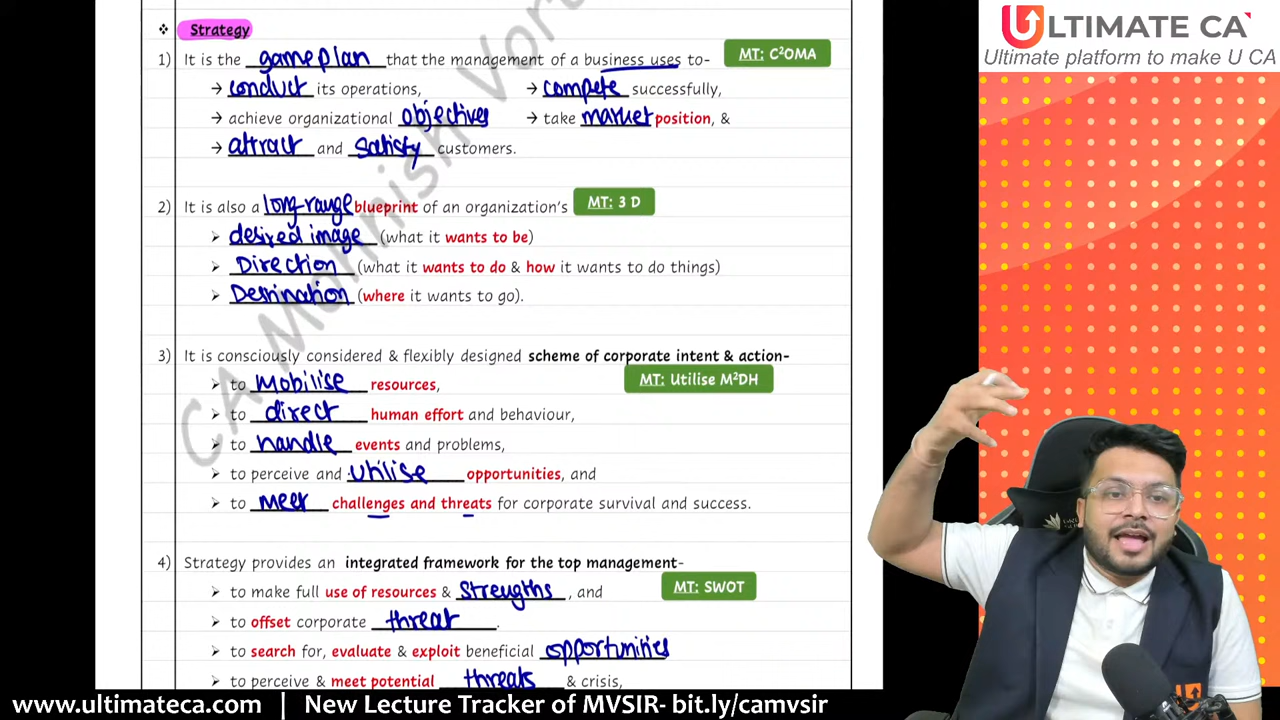 ❖ Strategy
1) It is the gameplan that the management of a business uses to- MT: C²OMA
→ conduct its operations, → compete successfully,
→ achieve organizational objectives → take market position, &
→ attract and satisfy customers.
2) It is also a long-range blueprint of an organization's MT: 3 D
➢ desired image (what it wants to be)
➢ Direction (what it wants to do & how it wants to do things)
➢ Destination (where it wants to go).
3) It is consciously considered & flexibly designed scheme of corporate intent & action-
➢ to Mobilise resources, MT: Utilise M²DH
➢ to direct human effort and behaviour,
➢ to handle events and problems,
➢ to perceive and utilise opportunities, and
➢ to meet challenges and threats for corporate survival and success.
4) Strategy provides an integrated framework for the top management-
➢ to make full use of resources & Strengths, and MT: SWOT
➢ to offset corporate threat.
➢ to search for, evaluate & exploit beneficial opportunities
➢ to perceive & meet potential threats & crisis,
CA Mohnish Vor
ULTIMATE CA
Ultimate platform to make U CA
www.ultimateca.com | New Lecture Tracker of MVSIR- bit.ly/camvsir